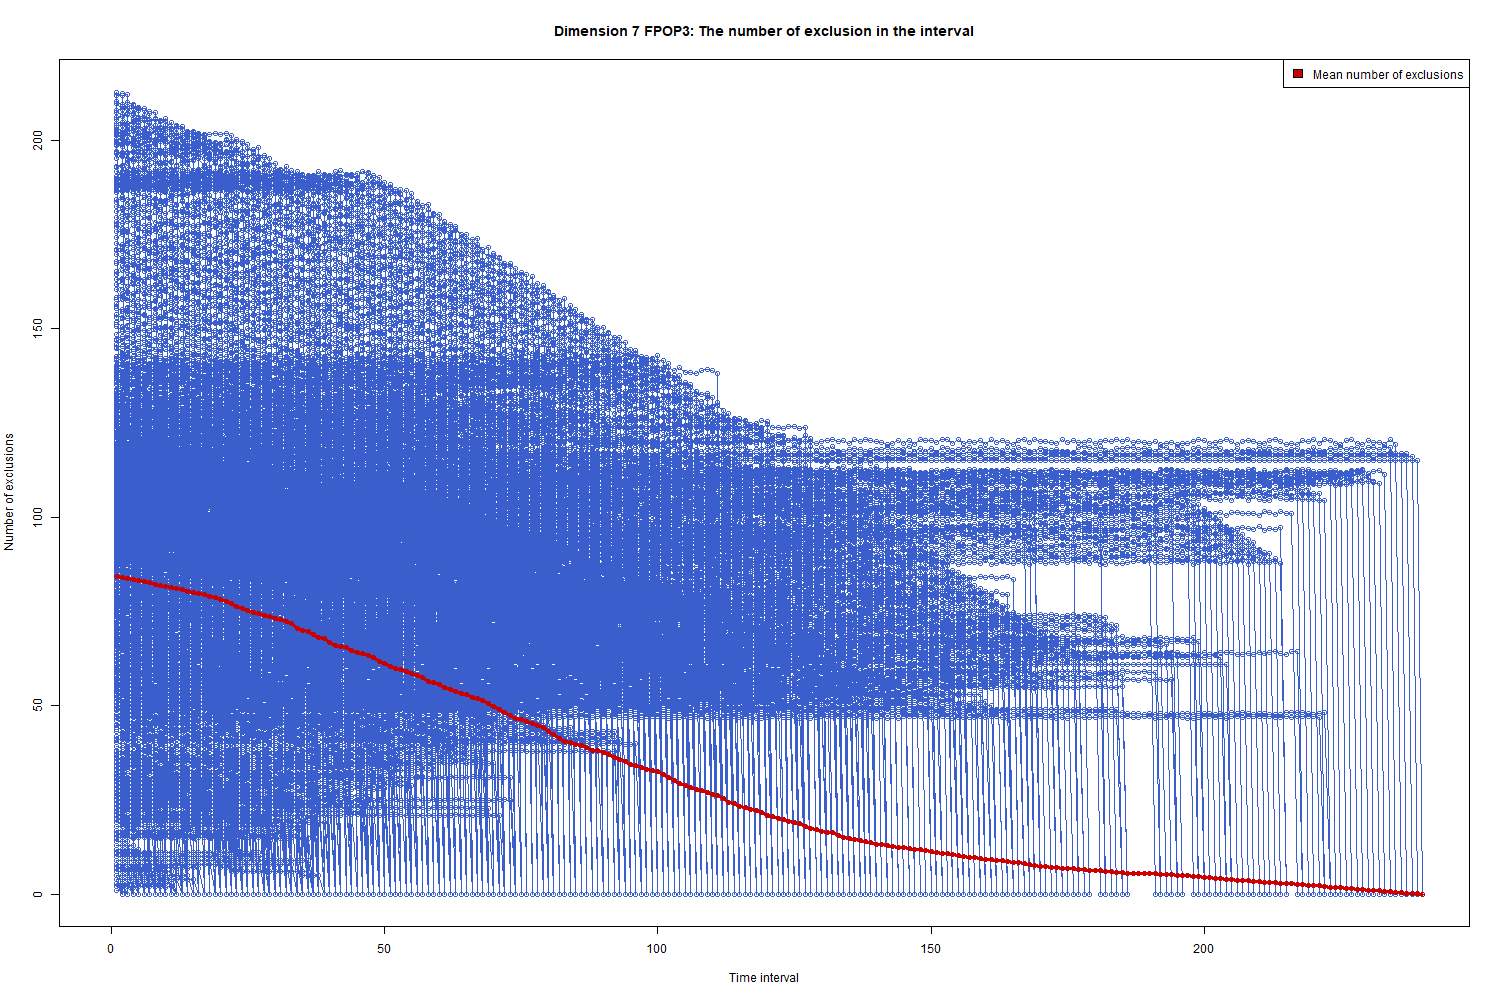 Dimension 7 FPOP3: The number of exclusion in the interval
Mean number of exclusions
Number of exclusions
200
150
100
50
0
0 50 100 150 200
Time interval